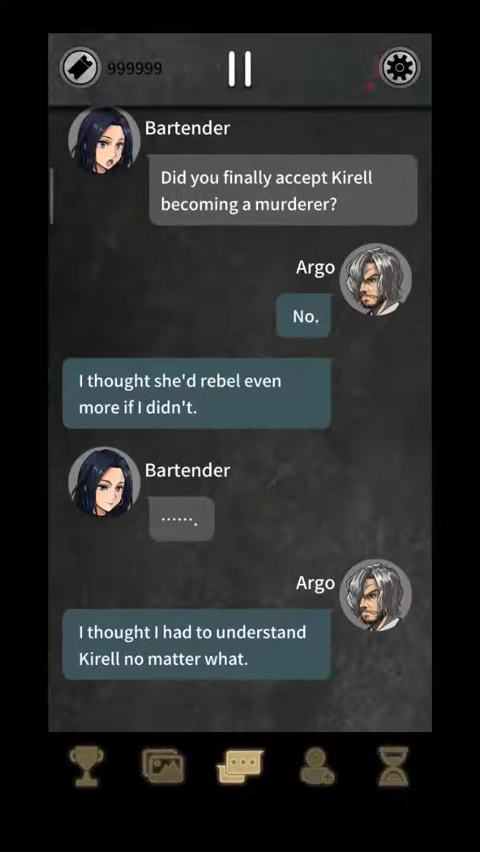 999999
Bartender
Did you finally accept Kirell
becoming a murderer?
Argo
No.
I thought she'd rebel even
more if I didn't.
Bartender
…….
Argo
I thought I had to understand
Kirell no matter what.